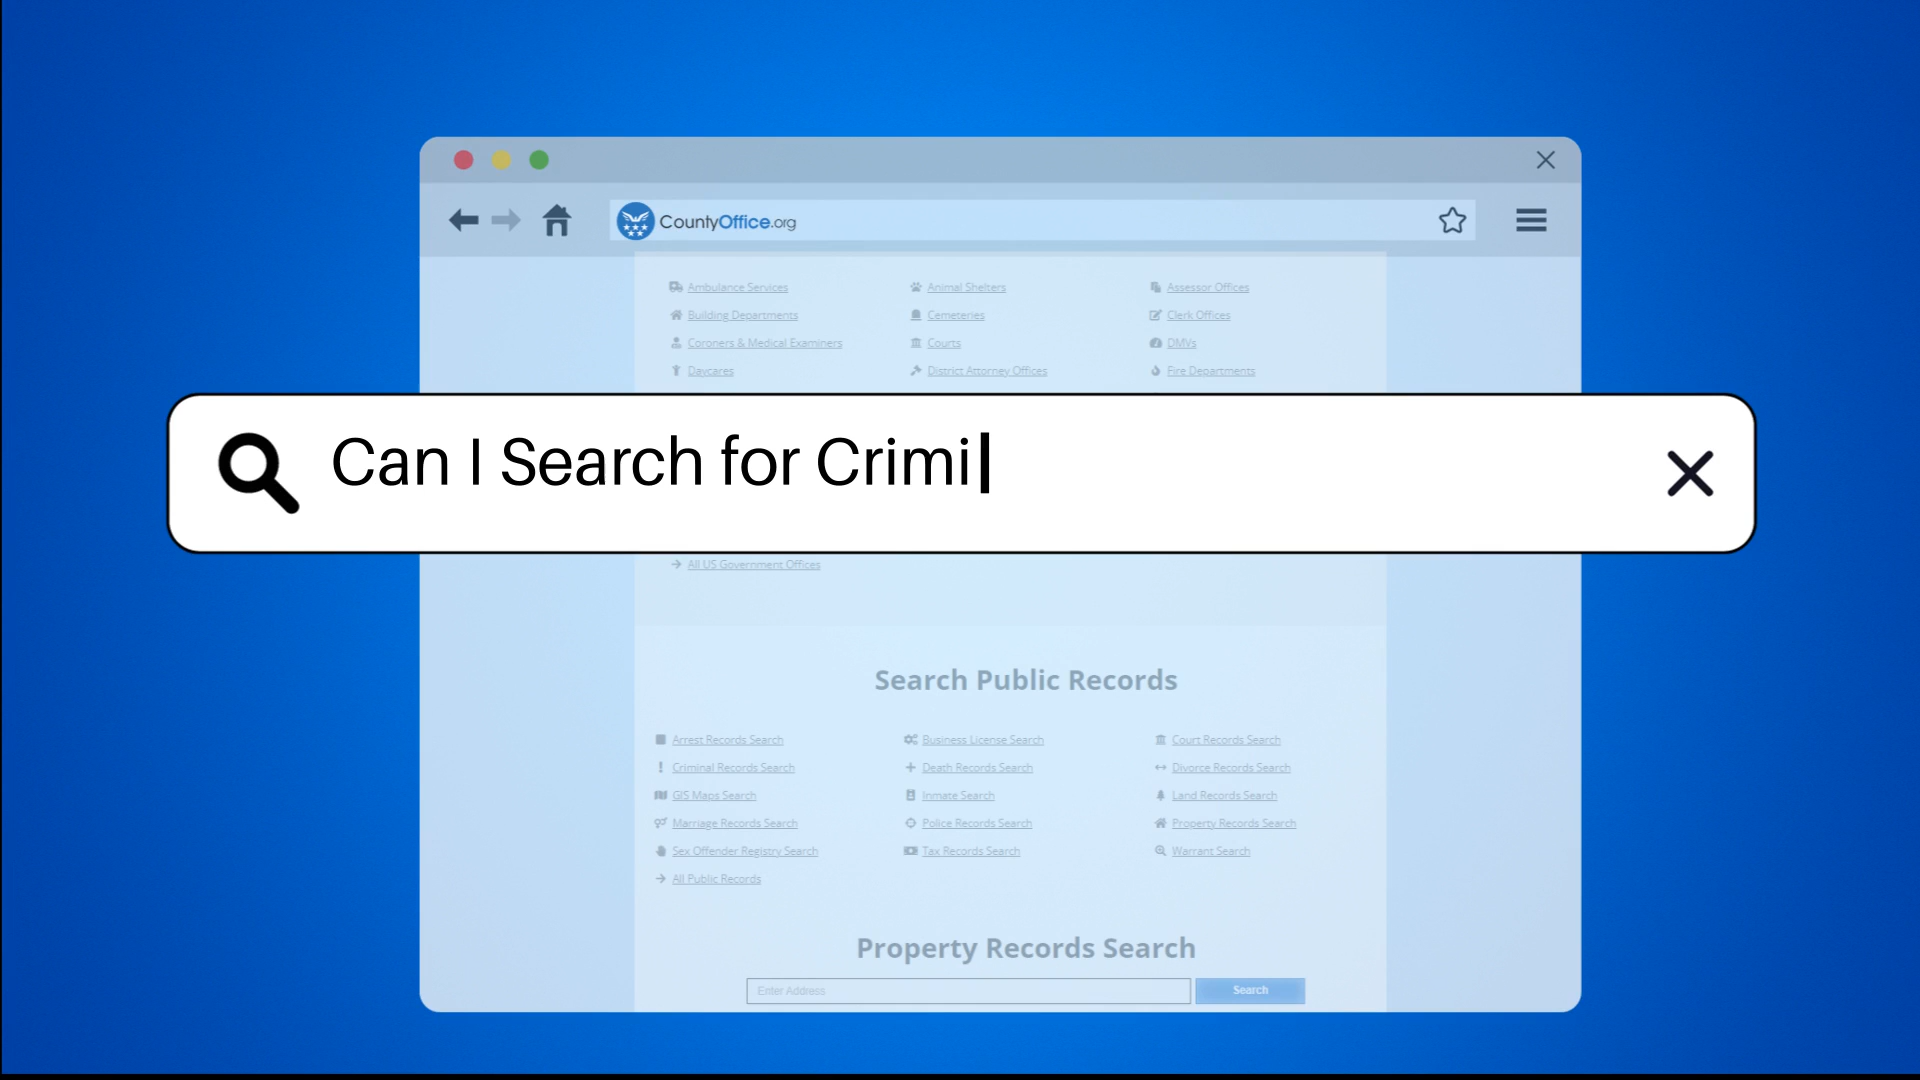 CountyOffice.org
Ambulance Services Animal Shelters Assessor Offices
Building Departments Cemeteries Clerk Offices
Coroners & Medical Examiners Courts DMVs
Daycares District Attorney Offices Fire Departments
Can I Search for Crimi
All US Government Offices
Search Public Records
Arrest Records Search Business License Search Court Records Search
Criminal Records Search Death Records Search Divorce Records Search
GIS Maps Search Inmate Search Land Records Search
Marriage Records Search Police Records Search Property Records Search
Sex Offender Registry Search Tax Records Search Warrant Search
All Public Records
Property Records Search
Enter Address Search